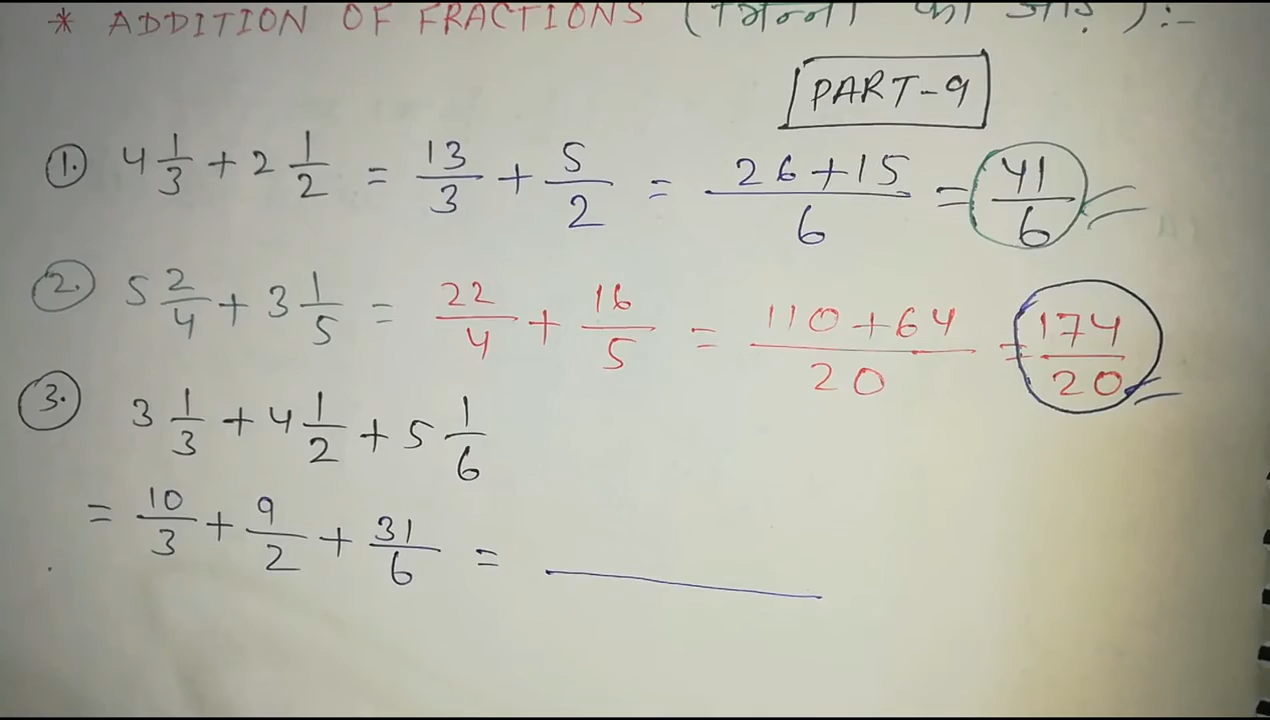 * ADDITION OF FRACTIONS (भिन्नों का जोड़) :-
PART-9
1. 4 1/3 + 2 1/2 = 13/3 + 5/2 = 26+15/6 = 41/6
2. 5 2/4 + 3 1/5 = 22/4 + 16/5 = 110+64/20 = 174/20
3. 3 1/3 + 4 1/2 + 5 1/6
= 10/3 + 9/2 + 31/6 =